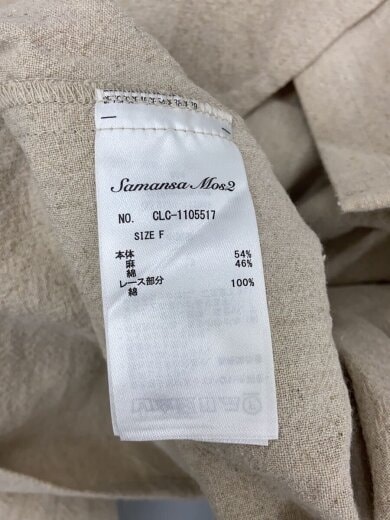 Samansa Mos2
NO. CLC-1105517
SIZE F
本体
麻 54%
綿 46%
レース部分
綿 100%